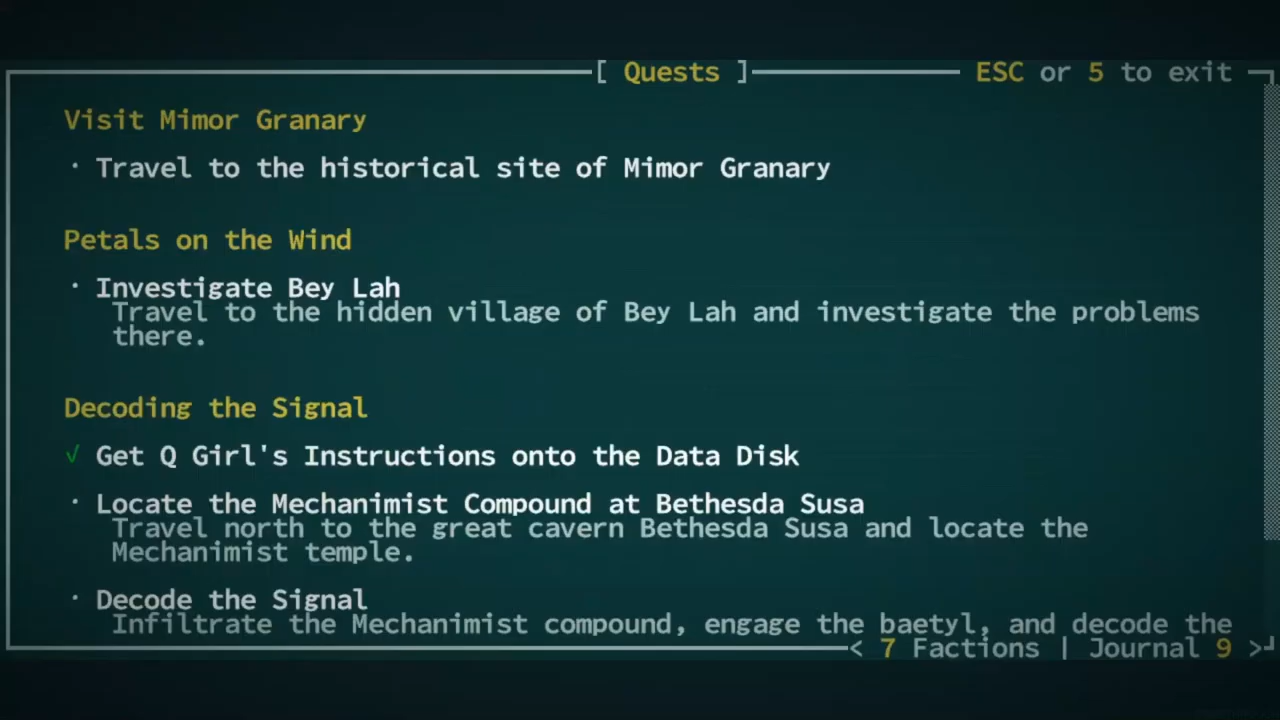 [ Quests ] ESC or 5 to exit
Visit Mimor Granary
· Travel to the historical site of Mimor Granary
Petals on the Wind
· Investigate Bey Lah
Travel to the hidden village of Bey Lah and investigate the problems
there.
Decoding the Signal
√ Get Q Girl's Instructions onto the Data Disk
· Locate the Mechanimist Compound at Bethesda Susa
Travel north to the great cavern Bethesda Susa and locate the
Mechanimist temple.
· Decode the Signal
Infiltrate the Mechanimist compound, engage the baetyl, and decode the
< 7 Factions | Journal 9 >